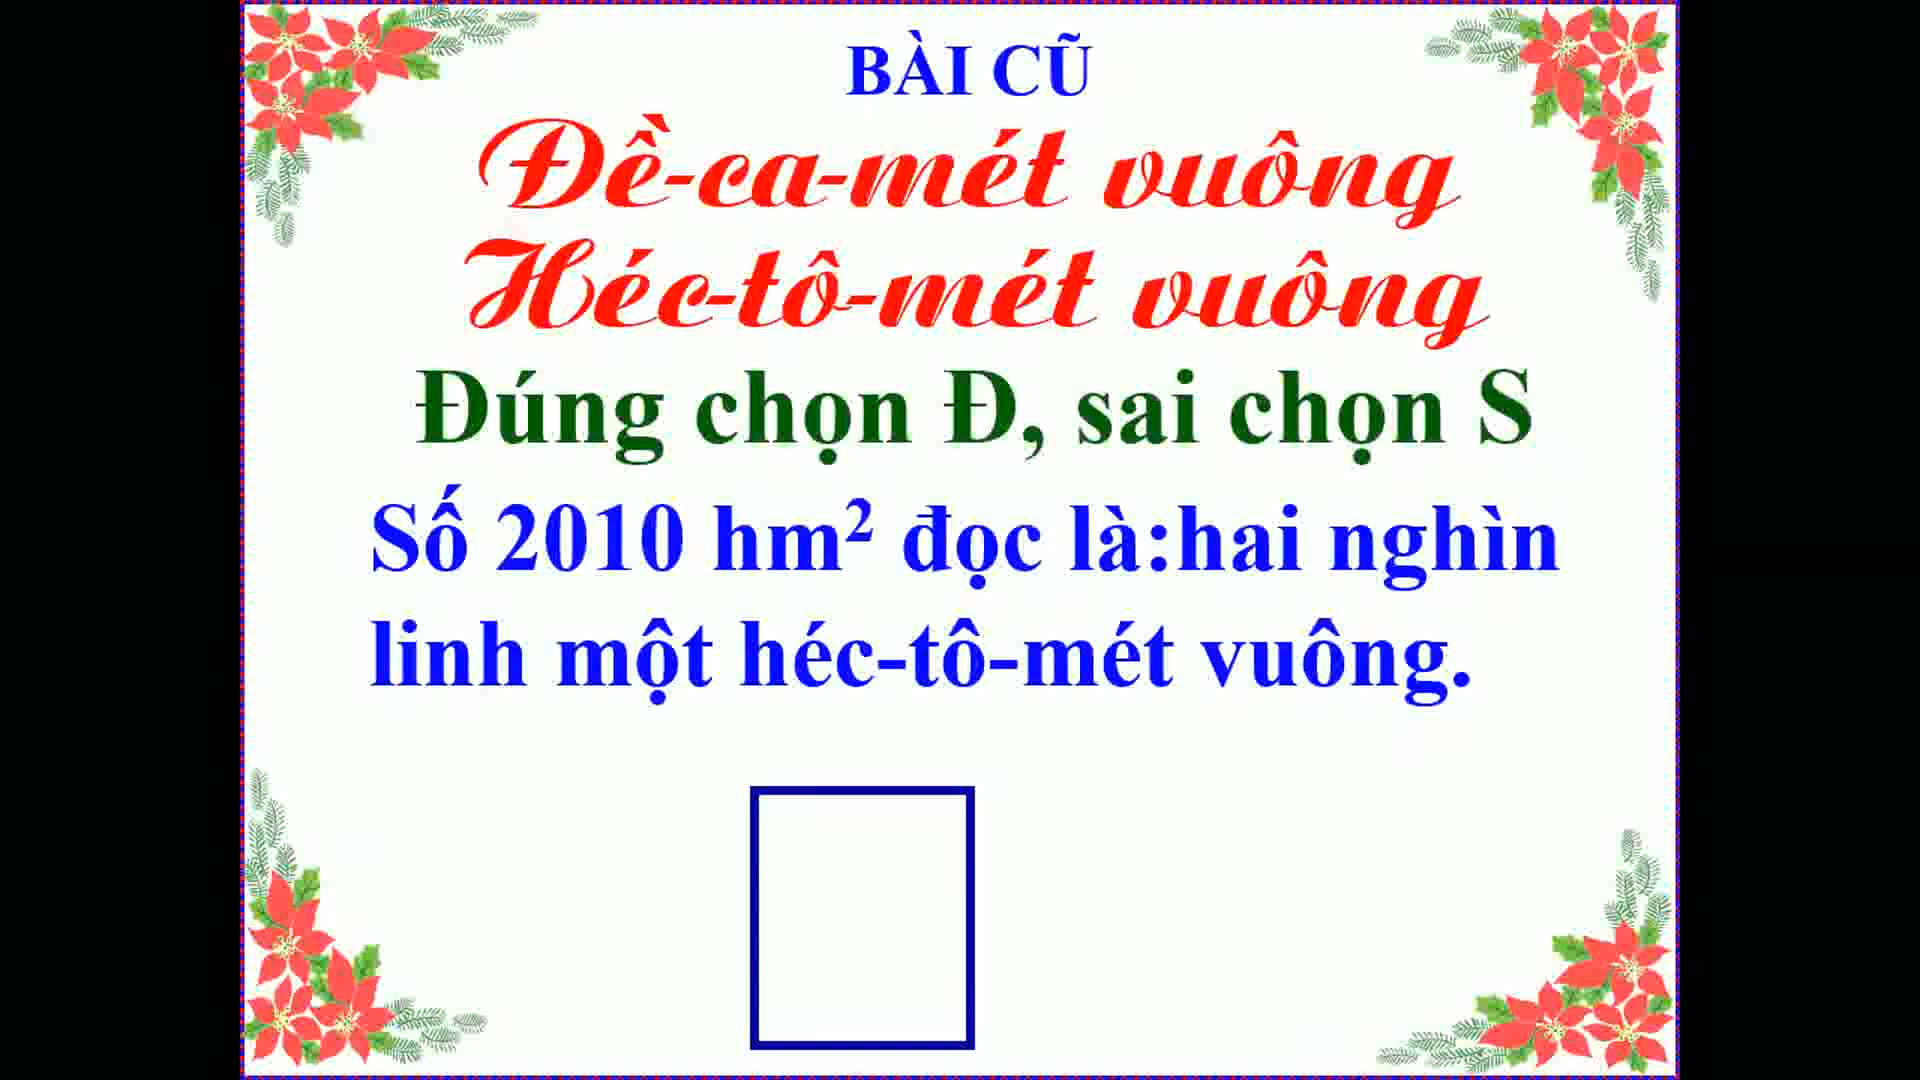 BÀI CŨ
Đề-ca-mét vuông
Héc-tô-mét vuông
Đúng chọn Đ, sai chọn S
Số 2010 hm² đọc là:hai nghìn
linh một héc-tô-mét vuông.